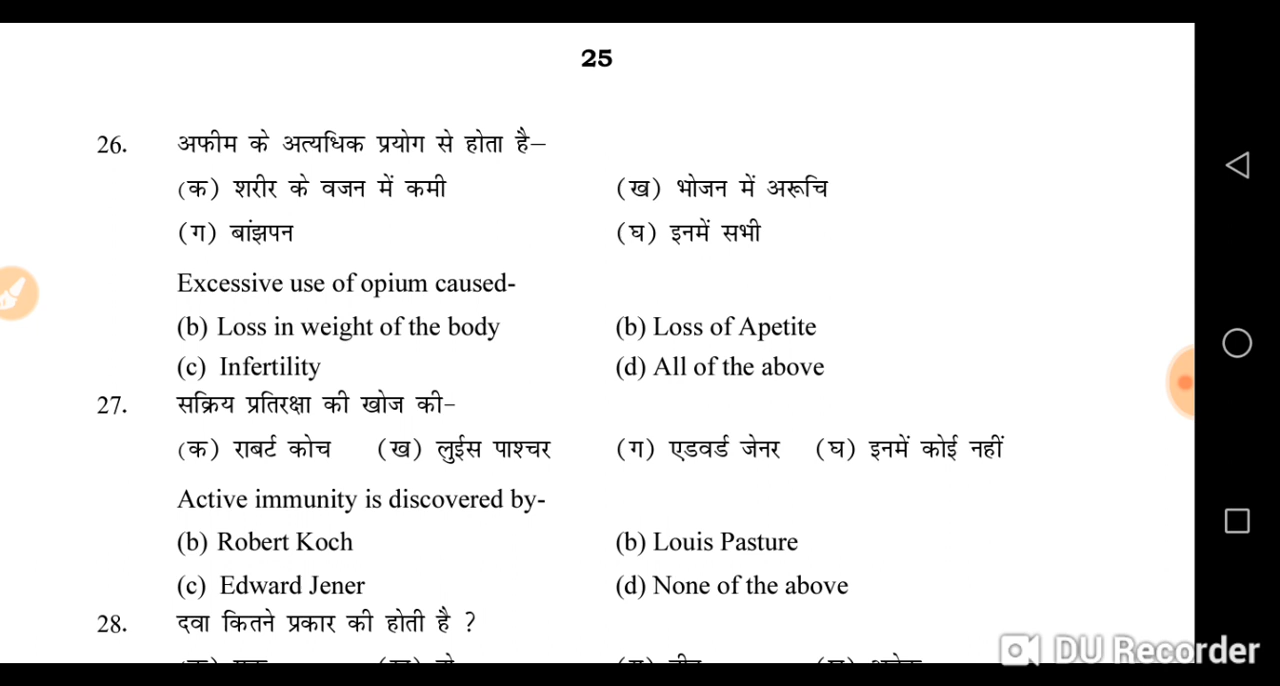 25
26. अफीम के अत्यधिक प्रयोग से होता है–
(क) शरीर के वजन में कमी (ख) भोजन में अरूचि
(ग) बांझपन (घ) इनमें सभी
Excessive use of opium caused-
(b) Loss in weight of the body (b) Loss of Apetite
(c) Infertility (d) All of the above
27. सक्रिय प्रतिरक्षा की खोज की–
(क) राबर्ट कोच (ख) लुईस पाश्चर (ग) एडवर्ड जेनर (घ) इनमें कोई नहीं
Active immunity is discovered by-
(b) Robert Koch (b) Louis Pasture
(c) Edward Jener (d) None of the above
28. दवा कितने प्रकार की होती है ?
DU Recorder